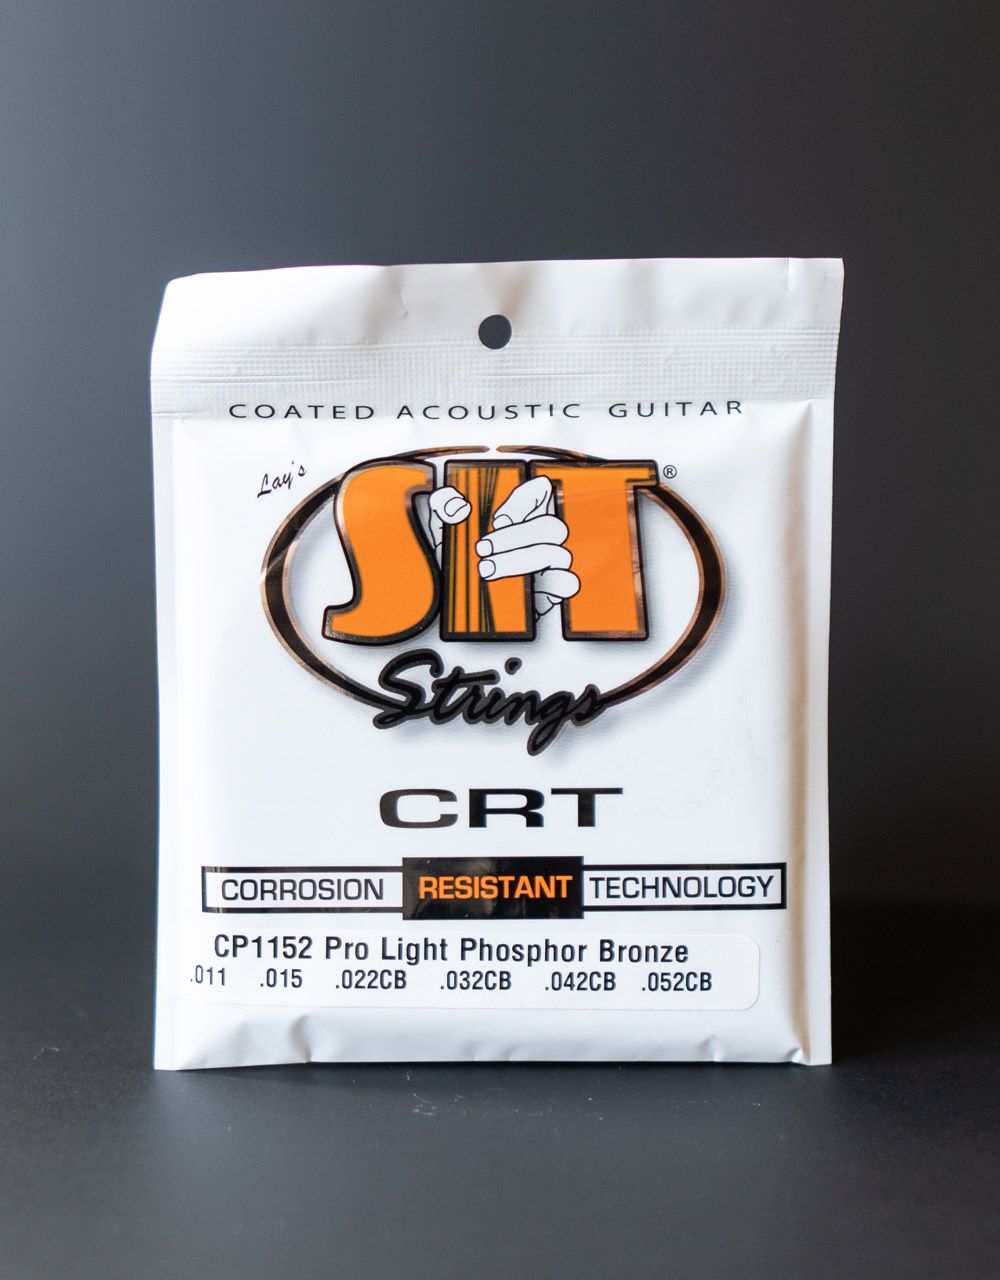 COATED ACOUSTIC GUITAR
Lay's
SIT®
Strings
CRT
CORROSION RESISTANT TECHNOLOGY
CP1152 Pro Light Phosphor Bronze
.011 .015 .022CB .032CB .042CB .052CB